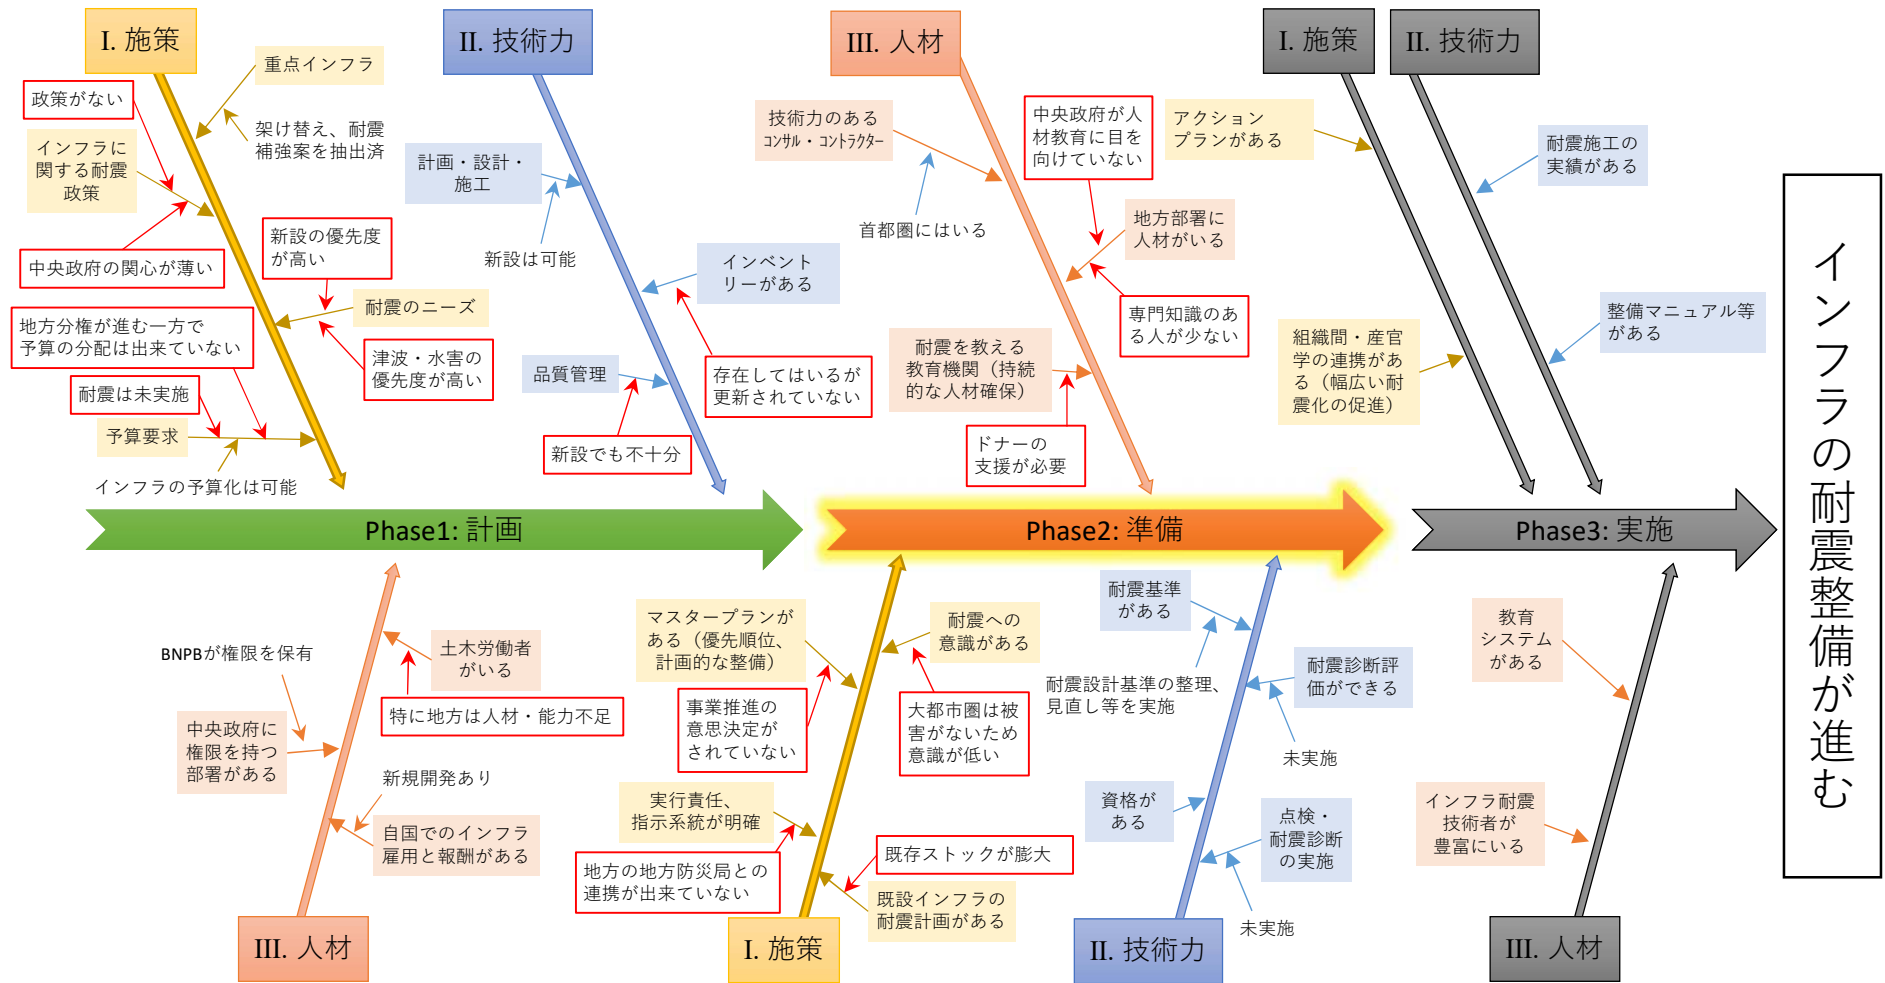 I. 施策
重点インフラ
政策がない
架け替え、耐震
補強案を抽出済
インフラに
関する耐震
政策
中央政府の関心が薄い
新設の優先度
が高い
耐震のニーズ
地方分権が進む一方で
予算の分配は出来ていない
津波・水害の
優先度が高い
耐震は未実施
予算要求
インフラの予算化は可能
II. 技術力
計画・設計・
施工
新設は可能
インベント
リーがある
品質管理
存在してはいるが
更新されていない
新設でも不十分
III. 人材
技術力のある
コンサル・コントラクター
首都圏にはいる
中央政府が人
材教育に目を
向けていない
地方部署に
人材がいる
専門知識のあ
る人が少ない
耐震を教える
教育機関（持続
的な人材確保）
ドナーの
支援が必要
I. 施策
アクション
プランがある
組織間・産官
学の連携があ
る（幅広い耐
震化の促進）
II. 技術力
耐震施工の
実績がある
整備マニュアル等
がある
Phase1: 計画
Phase2: 準備
Phase3: 実施
インフラの耐震整備が進む
BNPBが権限を保有
土木労働者
がいる
特に地方は人材・能力不足
中央政府に
権限を持つ
部署がある
新規開発あり
自国でのインフラ
雇用と報酬がある
III. 人材
マスタープランが
ある（優先順位、
計画的な整備）
耐震への
意識がある
事業推進の
意思決定が
されていない
大都市圏は被
害がないため
意識が低い
実行責任、
指示系統が明確
地方の地方防災局との
連携が出来ていない
既存ストックが膨大
既設インフラの
耐震計画がある
I. 施策
耐震基準
がある
耐震設計基準の整理、
見直し等を実施
耐震診断評
価ができる
未実施
資格が
ある
点検・
耐震診断
の実施
未実施
II. 技術力
教育
システム
がある
インフラ耐震
技術者が
豊富にいる
III. 人材